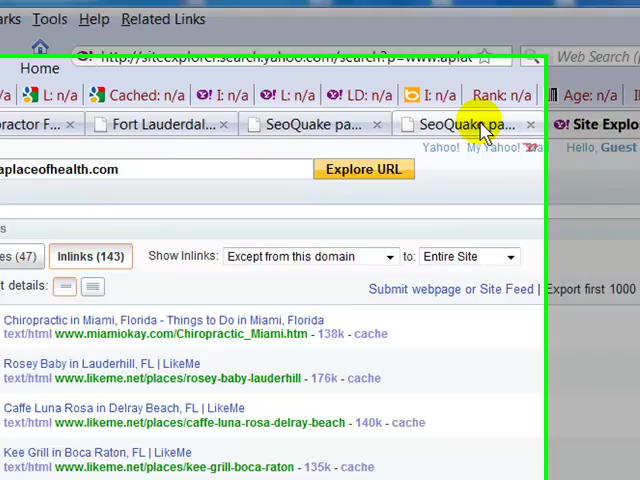 arks Tools Help Related Links
http://siteexplorer.search.yahoo.com/search?p=www.aplac
Web Search (
Home
/a L: n/a Cached: n/a I: n/a L: n/a LD: n/a I: n/a Rank: n/a Age: n/a
ractor F... Fort Lauderdal... SeoQuake pa... SeoQuake pa... Site Explo
Yahoo! My Yahoo! Hello, Guest
aplaceofhealth.com Explore URL
s
es (47) Inlinks (143) Show Inlinks: Except from this domain to: Entire Site
t details: Submit webpage or Site Feed | Export first 1000
Chiropractic in Miami, Florida - Things to Do in Miami, Florida
text/html www.miamiokay.com/Chiropractic_Miami.htm - 138k - cache
Rosey Baby in Lauderhill, FL | LikeMe
text/html www.likeme.net/places/rosey-baby-lauderhill - 176k - cache
Caffe Luna Rosa in Delray Beach, FL | LikeMe
text/html www.likeme.net/places/caffe-luna-rosa-delray-beach - 140k - cache
Kee Grill in Boca Raton, FL | LikeMe
text/html www.likeme.net/places/kee-grill-boca-raton - 135k - cache